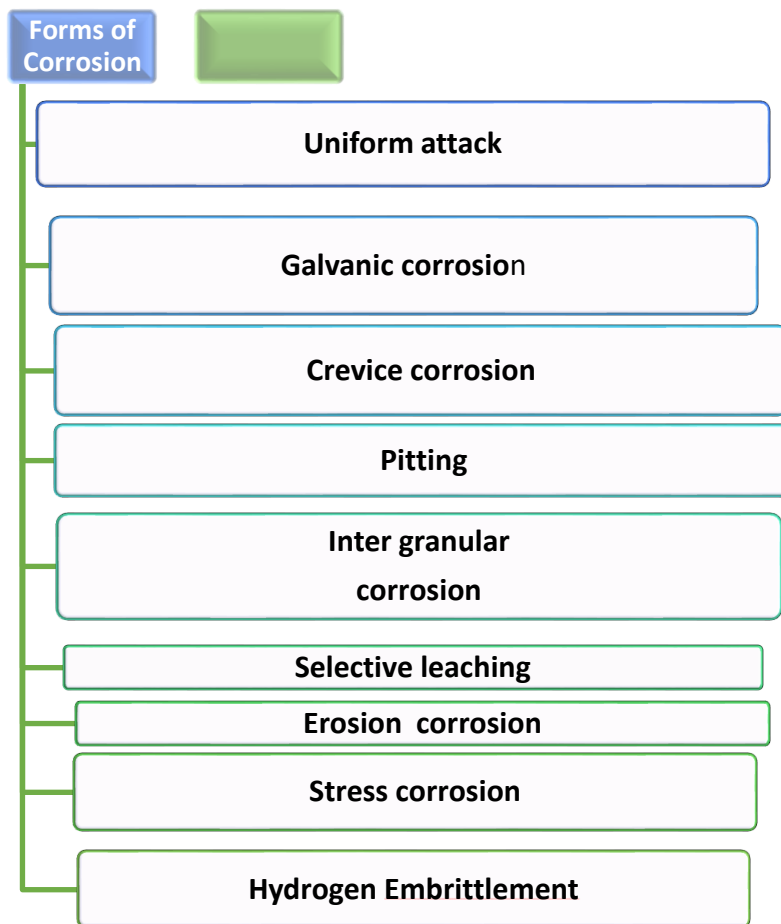 Forms of
Corrosion
Uniform attack
Galvanic corrosion
Crevice corrosion
Pitting
Inter granular
corrosion
Selective leaching
Erosion  corrosion
Stress corrosion
Hydrogen Embrittlement